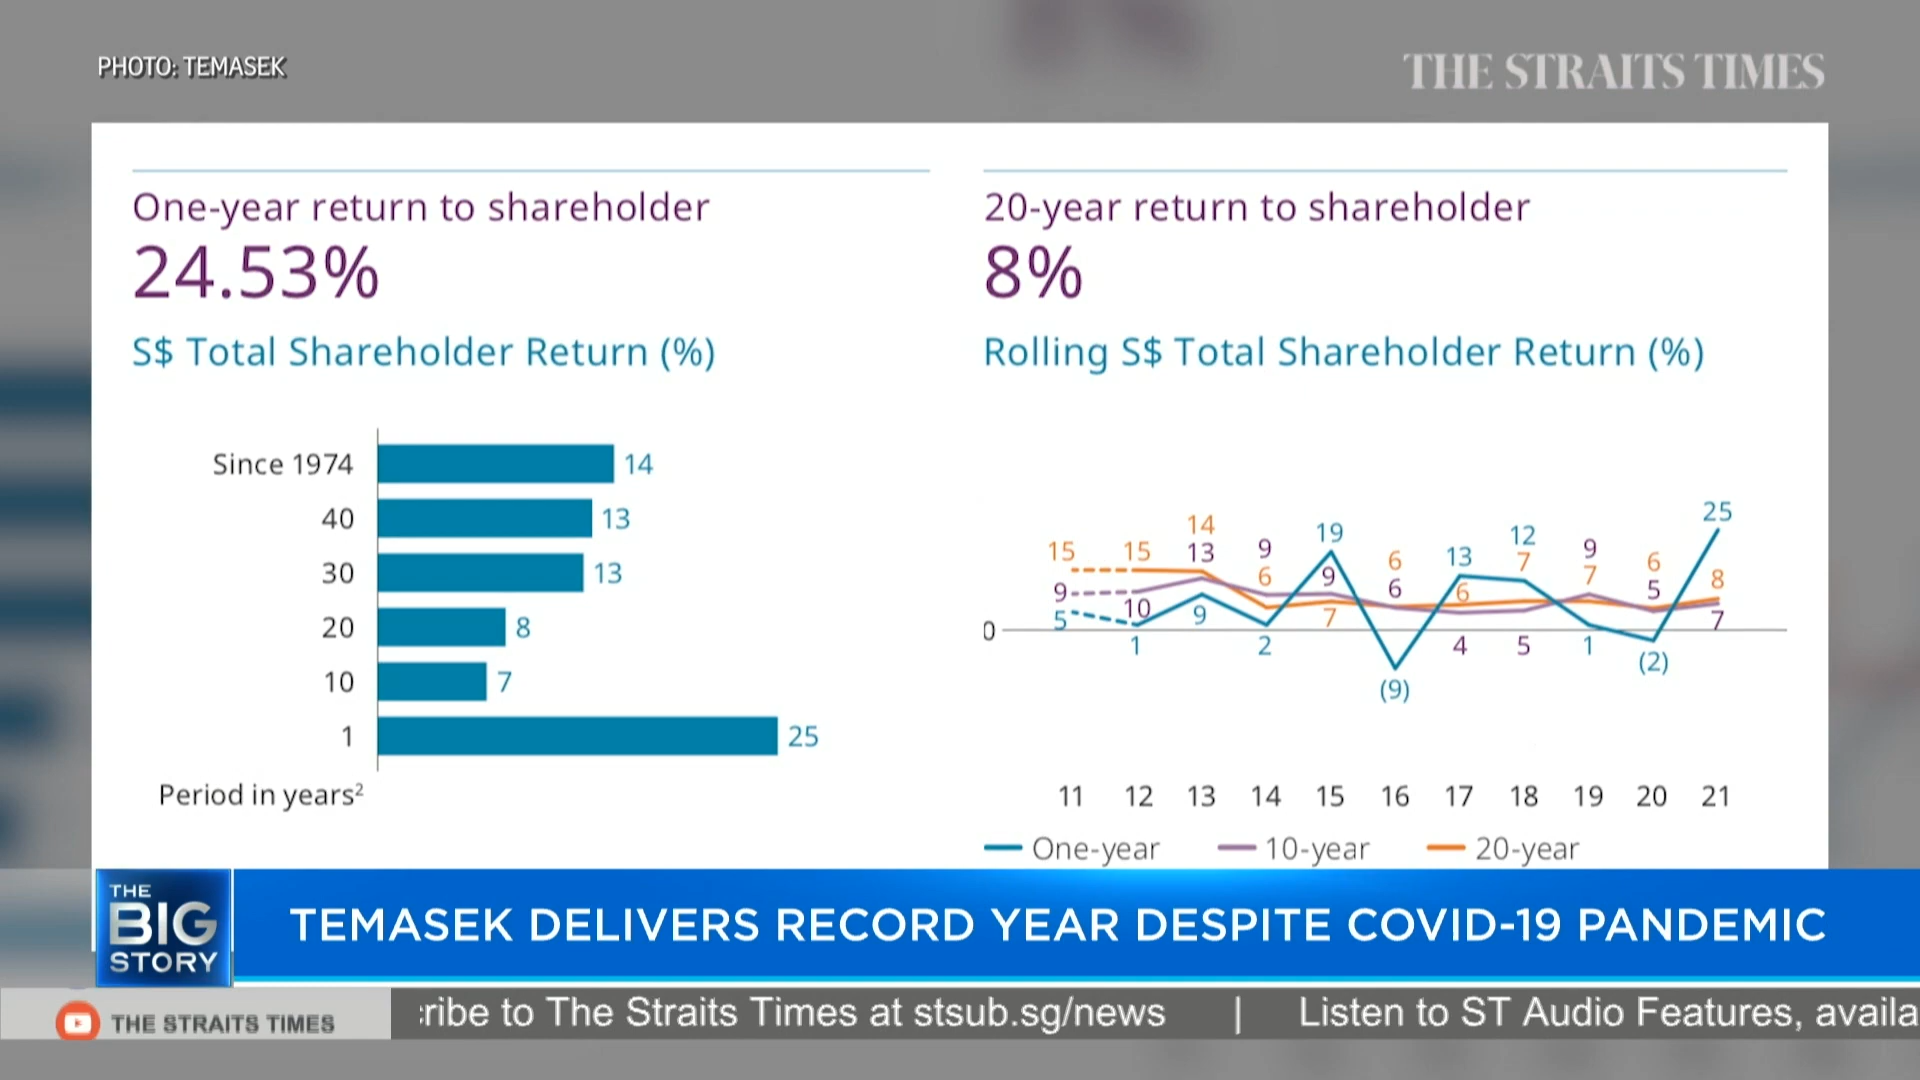 PHOTO: TEMASEK
THE STRAITS TIMES
One-year return to shareholder
24.53%
S$ Total Shareholder Return (%)
Since 1974 14
40 13
30 13
20 8
10 7
1 25
Period in years²
20-year return to shareholder
8%
Rolling S$ Total Shareholder Return (%)
25
14 19 12
15 15 13 9 6 13 7 9 6 8
9 10 6 9 6 6 7 5
5 9 7 7
0
1 2 4 5 1 (2)
(9)
11 12 13 14 15 16 17 18 19 20 21
One-year 10-year 20-year
THE
BIG
STORY
TEMASEK DELIVERS RECORD YEAR DESPITE COVID-19 PANDEMIC
THE STRAITS TIMES
ribe to The Straits Times at stsub.sg/news | Listen to ST Audio Features, availa